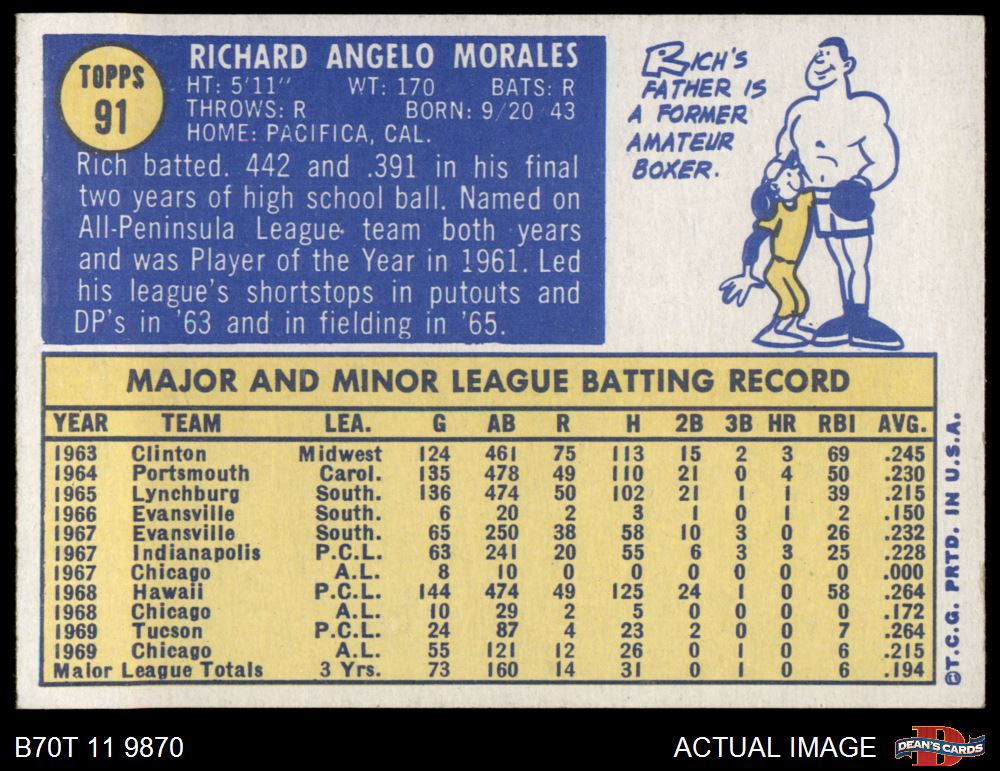 TOPPS
91
RICHARD ANGELO MORALES
HT: 5'11" WT: 170 BATS: R
THROWS: R BORN: 9/20 43
HOME: PACIFICA, CAL.
Rich batted. 442 and .391 in his final
two years of high school ball. Named on
All-Peninsula League team both years
and was Player of the Year in 1961. Led
his league's shortstops in putouts and
DP's in '63 and in fielding in '65.
RICH'S
FATHER IS
A FORMER
AMATEUR
BOXER.
MAJOR AND MINOR LEAGUE BATTING RECORD
YEAR TEAM LEA. G AB R H 2B 3B HR RBI AVG.
1963 Clinton Midwest 124 461 75 113 15 2 3 69 .245
1964 Portsmouth Carol. 135 478 49 110 21 0 4 50 .230
1965 Lynchburg South. 136 474 50 102 21 1 1 39 .215
1966 Evansville South. 6 20 2 3 1 0 1 2 .150
1967 Evansville South. 65 250 38 58 10 3 0 26 .232
1967 Indianapolis P.C.L. 63 241 20 55 6 3 3 25 .228
1967 Chicago A.L. 8 10 0 0 0 0 0 0 .000
1968 Hawaii P.C.L. 144 474 49 125 24 1 0 58 .264
1968 Chicago A.L. 10 29 2 5 0 0 0 0 .172
1969 Tucson P.C.L. 24 87 4 23 2 0 0 7 .264
1969 Chicago A.L. 55 121 12 26 0 1 0 6 .215
Major League Totals 3 Yrs. 73 160 14 31 0 1 0 6 .194
©T.C.G. PRTD. IN U.S.A.
B70T 11 9870
ACTUAL IMAGE
D
DEAN'S CARDS